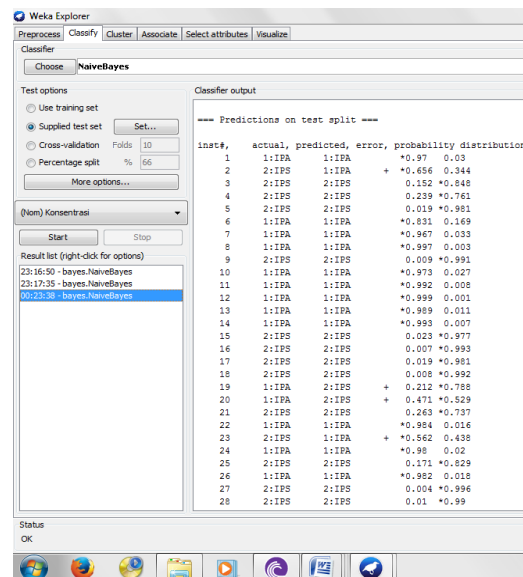 Weka Explorer
Preprocess Classify Cluster Associate Select attributes Visualize
Classifier
Choose NaiveBayes
Test options
Use training set
Supplied test set Set...
Cross-validation Folds 10
Percentage split % 66
More options...
(Nom) Konsentrasi
Start Stop
Result list (right-click for options)
23:16:50 - bayes.NaiveBayes
23:17:35 - bayes.NaiveBayes
00:23:38 - bayes.NaiveBayes
Classifier output
=== Predictions on test split ===
inst#, actual, predicted, error, probability distribution
1 1:IPA 1:IPA *0.97 0.03
2 2:IPS 1:IPA + *0.656 0.344
3 2:IPS 2:IPS 0.152 *0.848
4 2:IPS 2:IPS 0.239 *0.761
5 2:IPS 2:IPS 0.019 *0.981
6 1:IPA 1:IPA *0.831 0.169
7 1:IPA 1:IPA *0.967 0.033
8 1:IPA 1:IPA *0.997 0.003
9 2:IPS 2:IPS 0.009 *0.991
10 1:IPA 1:IPA *0.973 0.027
11 1:IPA 1:IPA *0.992 0.008
12 1:IPA 1:IPA *0.999 0.001
13 1:IPA 1:IPA *0.989 0.011
14 1:IPA 1:IPA *0.993 0.007
15 2:IPS 2:IPS 0.023 *0.977
16 2:IPS 2:IPS 0.007 *0.993
17 2:IPS 2:IPS 0.019 *0.981
18 2:IPS 2:IPS 0.008 *0.992
19 1:IPA 2:IPS + 0.212 *0.788
20 1:IPA 2:IPS + 0.471 *0.529
21 2:IPS 2:IPS 0.263 *0.737
22 1:IPA 1:IPA *0.984 0.016
23 2:IPS 1:IPA + *0.562 0.438
24 1:IPA 1:IPA *0.98 0.02
25 2:IPS 2:IPS 0.171 *0.829
26 1:IPA 1:IPA *0.982 0.018
27 2:IPS 2:IPS 0.004 *0.996
28 2:IPS 2:IPS 0.01 *0.99
Status
OK